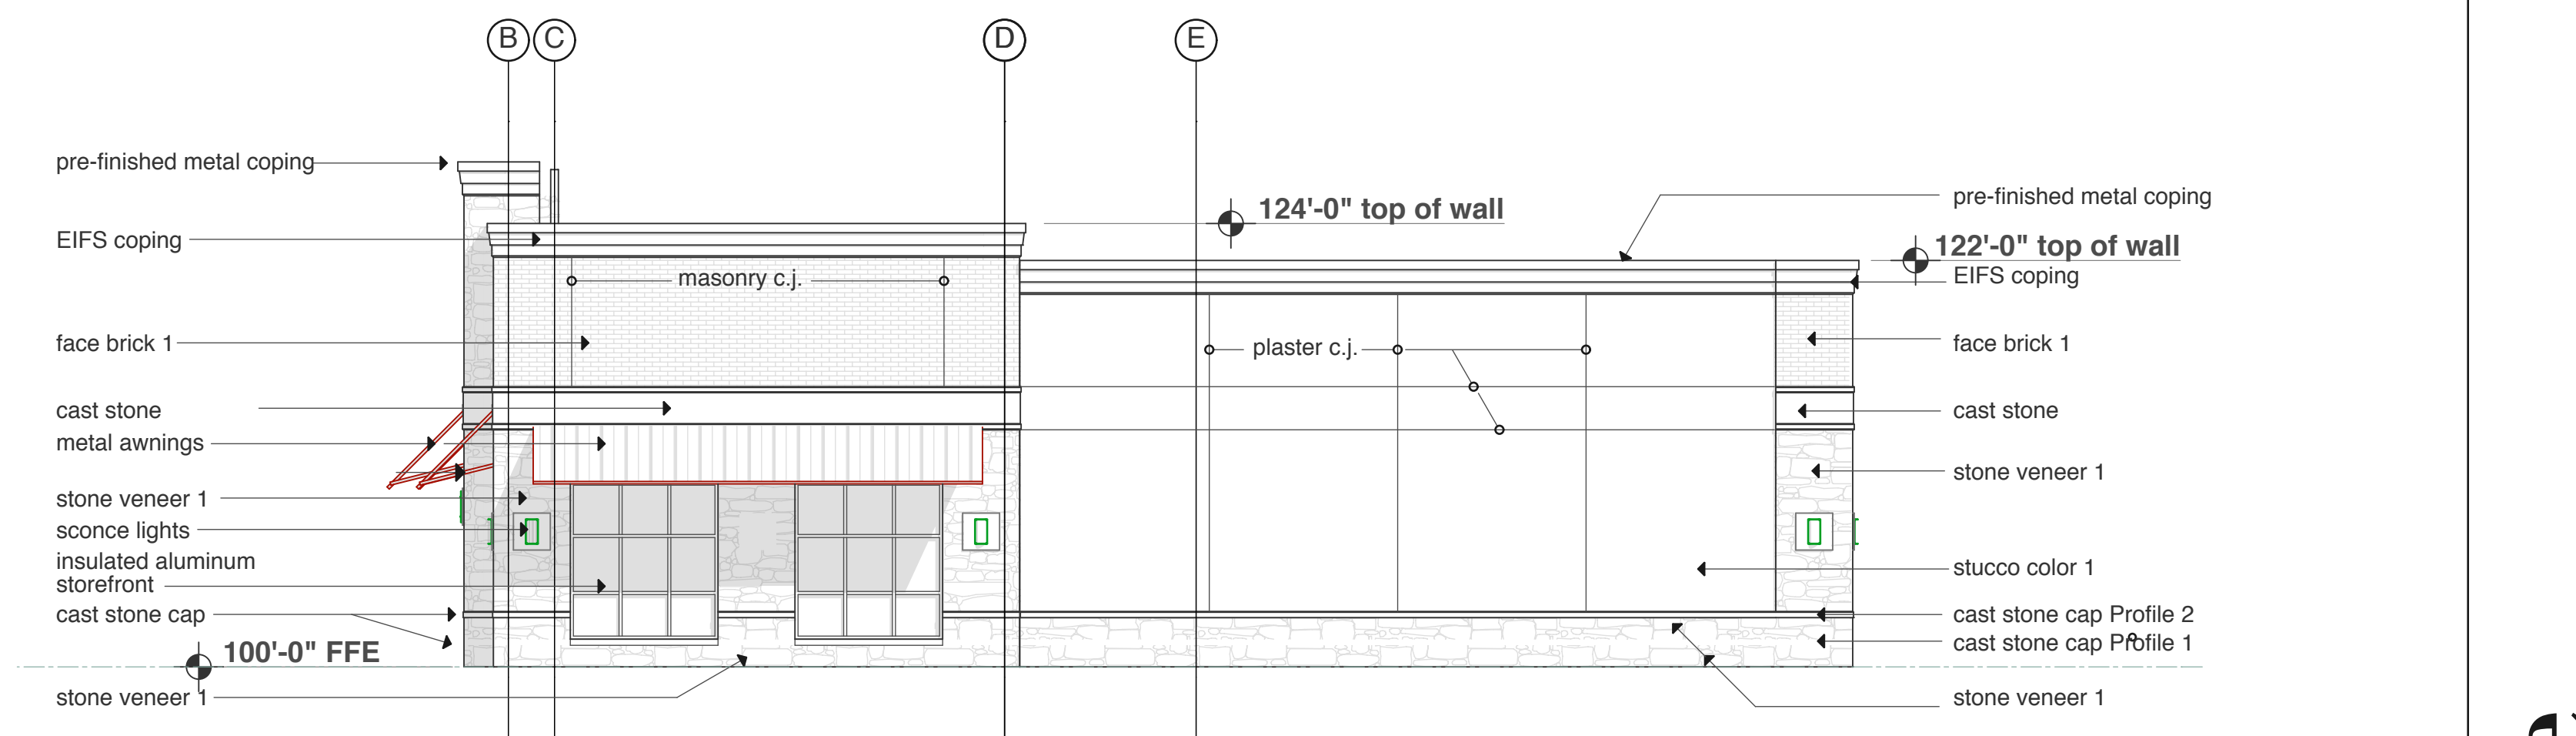 B
C
D
E
pre-finished metal coping
EIFS coping
face brick 1
cast stone
metal awnings
stone veneer 1
sconce lights
insulated aluminum
storefront
cast stone cap
100'-0" FFE
stone veneer 1
masonry c.j.
124'-0" top of wall
plaster c.j.
pre-finished metal coping
122'-0" top of wall
EIFS coping
face brick 1
cast stone
stone veneer 1
stucco color 1
cast stone cap Profile 2
cast stone cap Profile 1
stone veneer 1